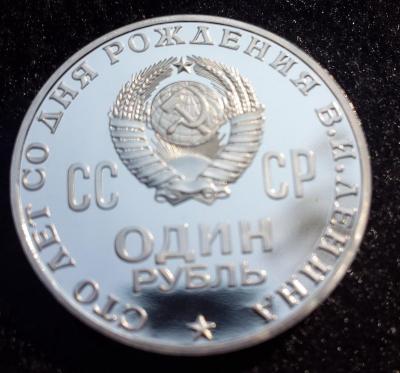 СТО ЛЕТ СО ДНЯ РОЖДЕНИЯ В.И.ЛЕНИНА
СС СР
ОДИН
РУБЛЬ